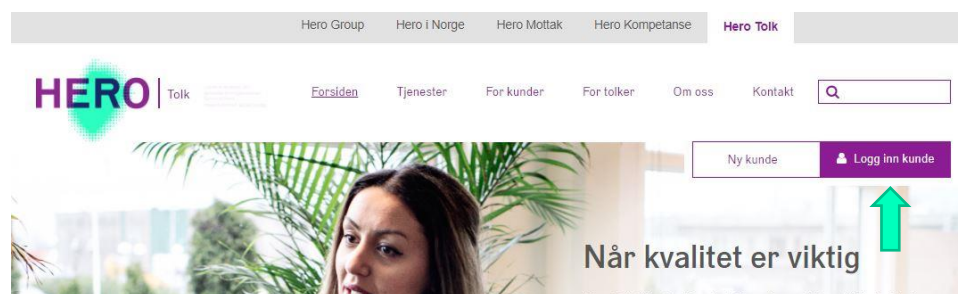 Hero Group Hero i Norge Hero Mottak Hero Kompetanse Hero Tolk
HERO Tolk
Forsiden Tjenester For kunder For tolker Om oss Kontakt
Ny kunde Logg inn kunde
Når kvalitet er viktig